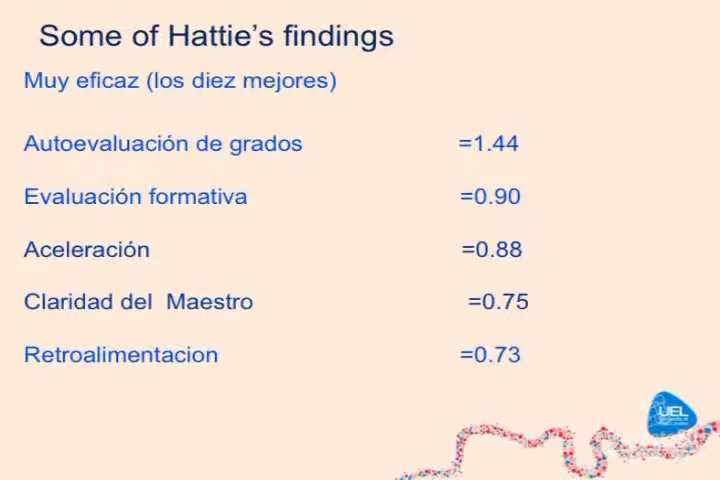 Some of Hattie's findings
Muy eficaz (los diez mejores)
Autoevaluación de grados =1.44
Evaluación formativa =0.90
Aceleración =0.88
Claridad del Maestro =0.75
Retroalimentacion =0.73
UEL